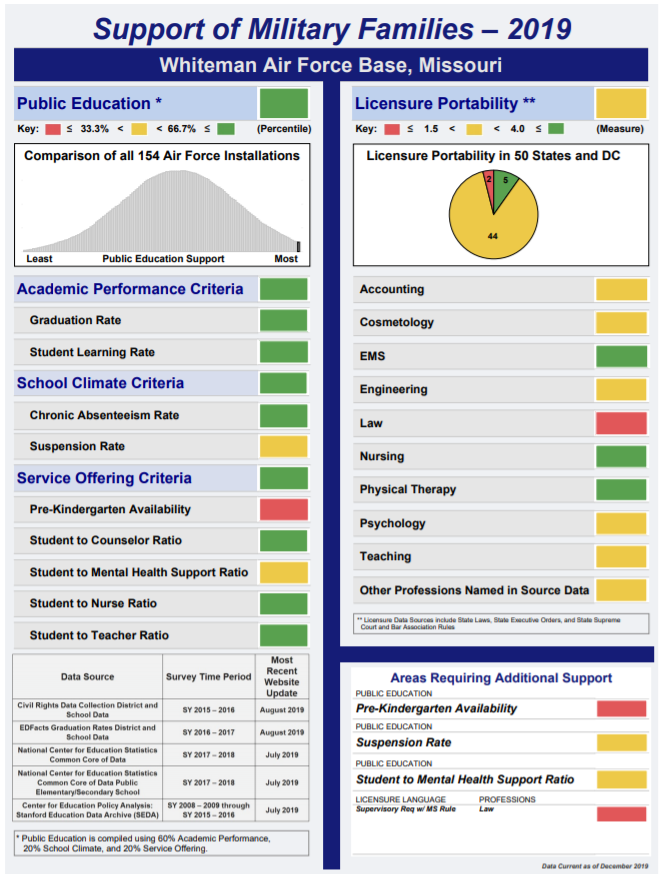 Support of Military Families – 2019
Whiteman Air Force Base, Missouri
Public Education *
Key: ≤ 33.3% < < 66.7% ≤ (Percentile)
Comparison of all 154 Air Force Installations
Least Public Education Support Most
Academic Performance Criteria
Graduation Rate
Student Learning Rate
School Climate Criteria
Chronic Absenteeism Rate
Suspension Rate
Service Offering Criteria
Pre-Kindergarten Availability
Student to Counselor Ratio
Student to Mental Health Support Ratio
Student to Nurse Ratio
Student to Teacher Ratio
Data Source Survey Time Period Most
Recent
Website
Update
Civil Rights Data Collection District and
School Data SY 2015 – 2016 August 2019
EDFacts Graduation Rates District and
School Data SY 2016 – 2017 August 2019
National Center for Education Statistics
Common Core of Data SY 2017 – 2018 July 2019
National Center for Education Statistics
Common Core of Data Public
Elementary/Secondary School SY 2017 – 2018 July 2019
Center for Education Policy Analysis:
Stanford Education Data Archive (SEDA) SY 2008 – 2009 through
SY 2015 – 2016 July 2019
* Public Education is compiled using 60% Academic Performance,
20% School Climate, and 20% Service Offering.
Licensure Portability **
Key: ≤ 1.5 < < 4.0 ≤ (Measure)
Licensure Portability in 50 States and DC
2 5
44
Accounting
Cosmetology
EMS
Engineering
Law
Nursing
Physical Therapy
Psychology
Teaching
Other Professions Named in Source Data
** Licensure Data Sources include State Laws, State Executive Orders, and State Supreme
Court and Bar Association Rules
Areas Requiring Additional Support
PUBLIC EDUCATION
Pre-Kindergarten Availability
PUBLIC EDUCATION
Suspension Rate
PUBLIC EDUCATION
Student to Mental Health Support Ratio
LICENSURE LANGUAGE PROFESSIONS
Supervisory Req w/ MS Rule Law
Data Current as of December 2019